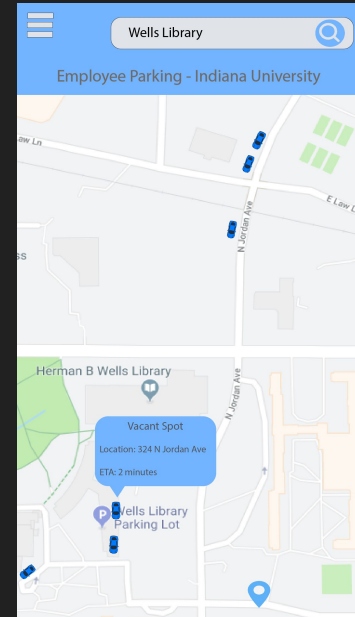 Wells Library
Employee Parking - Indiana University
aw Ln
E Law L
N Jordan Ave
ss
Herman B Wells Library
N Jordan Ave
Vacant Spot
Location: 324 N Jordan Ave
ETA: 2 minutes
P
Wells Library
Parking Lot